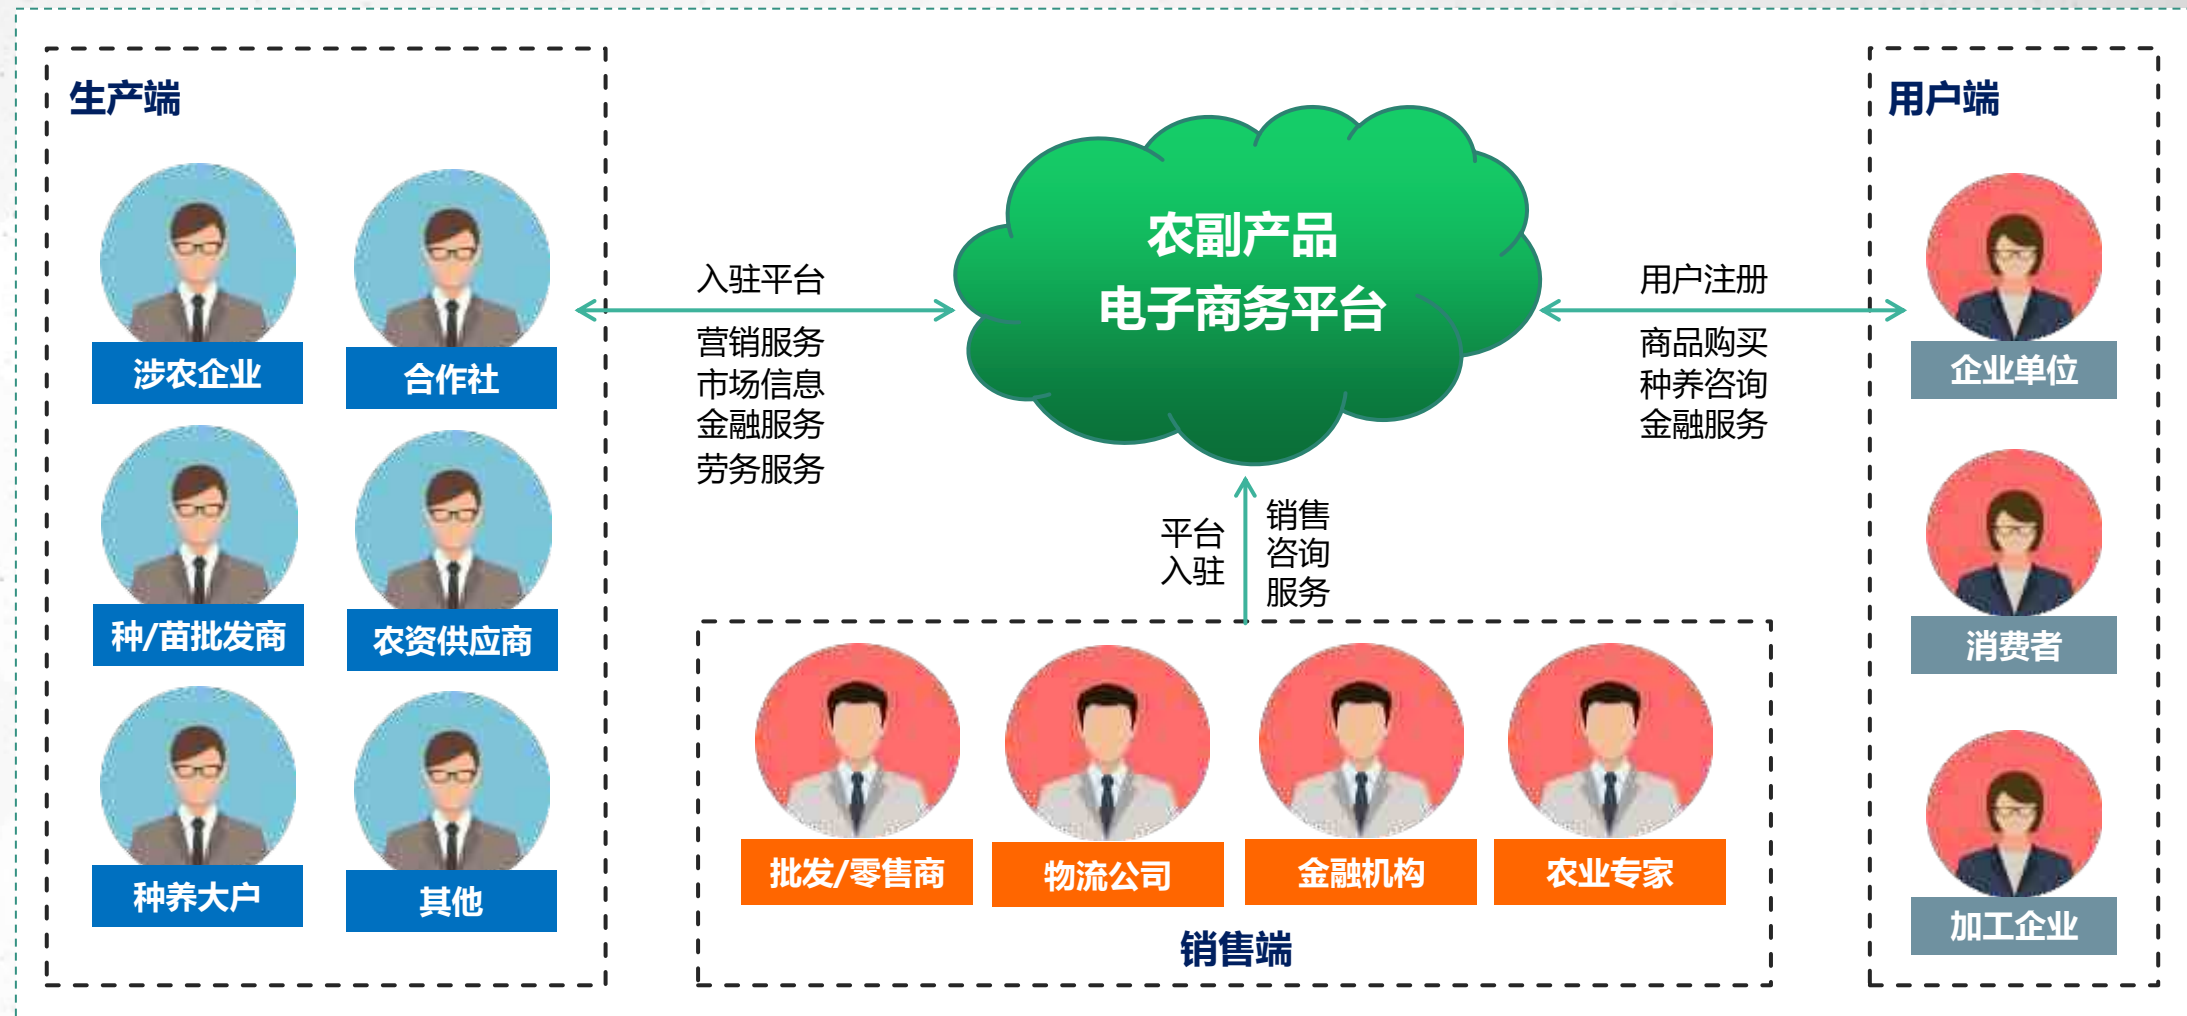 生产端
涉农企业
合作社
种/苗批发商
农资供应商
种养大户
其他
入驻平台
营销服务
市场信息
金融服务
劳务服务
农副产品
电子商务平台
平台
入驻
销售
咨询
服务
批发/零售商
物流公司
金融机构
农业专家
销售端
用户注册
商品购买
种养咨询
金融服务
用户端
企业单位
消费者
加工企业